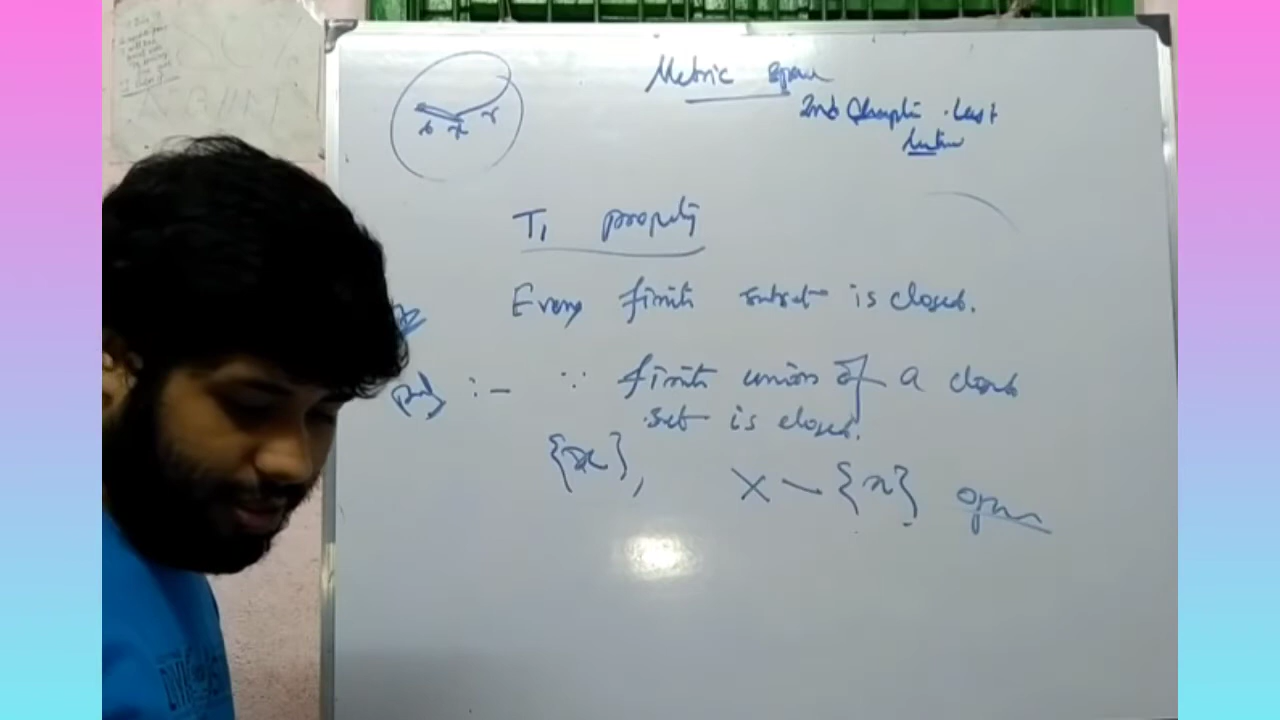 Metric space
2nd Chapter Last
Lecture
x r
T1 property
Every finite subset is closed.
proof :- ∵ finite union of a closed
set is closed.
{x}, X - {x} open